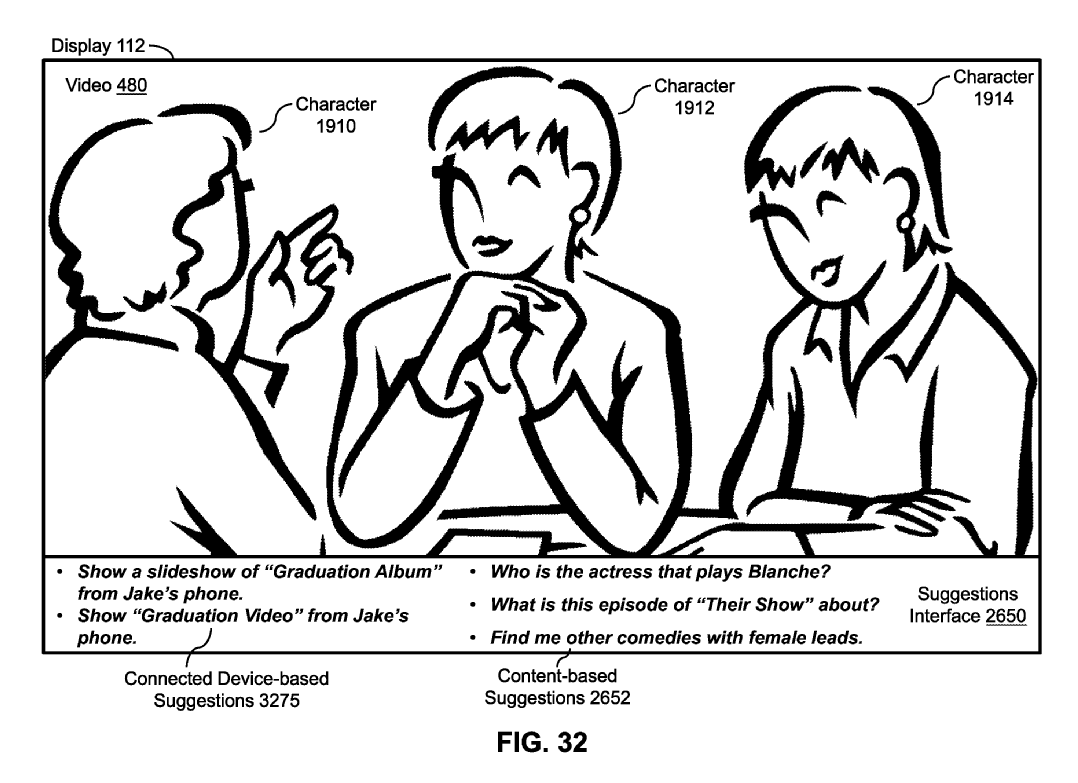 Display 112
Video 480
Character
1910
Character
1912
Character
1914
• Show a slideshow of “Graduation Album”
from Jake’s phone.
• Show “Graduation Video” from Jake’s
phone.
• Who is the actress that plays Blanche?
• What is this episode of “Their Show” about?
• Find me other comedies with female leads.
Suggestions
Interface 2650
Connected Device-based
Suggestions 3275
Content-based
Suggestions 2652
FIG. 32